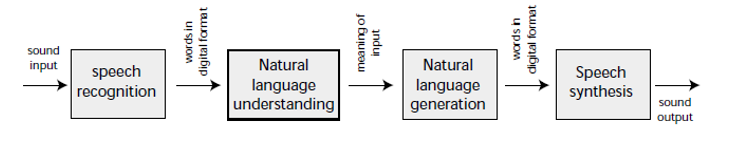 sound
input
speech
recognition
words in
digital format
Natural
language
understanding
meaning of
input
Natural
language
generation
words in
digital format
Speech
synthesis
sound
output